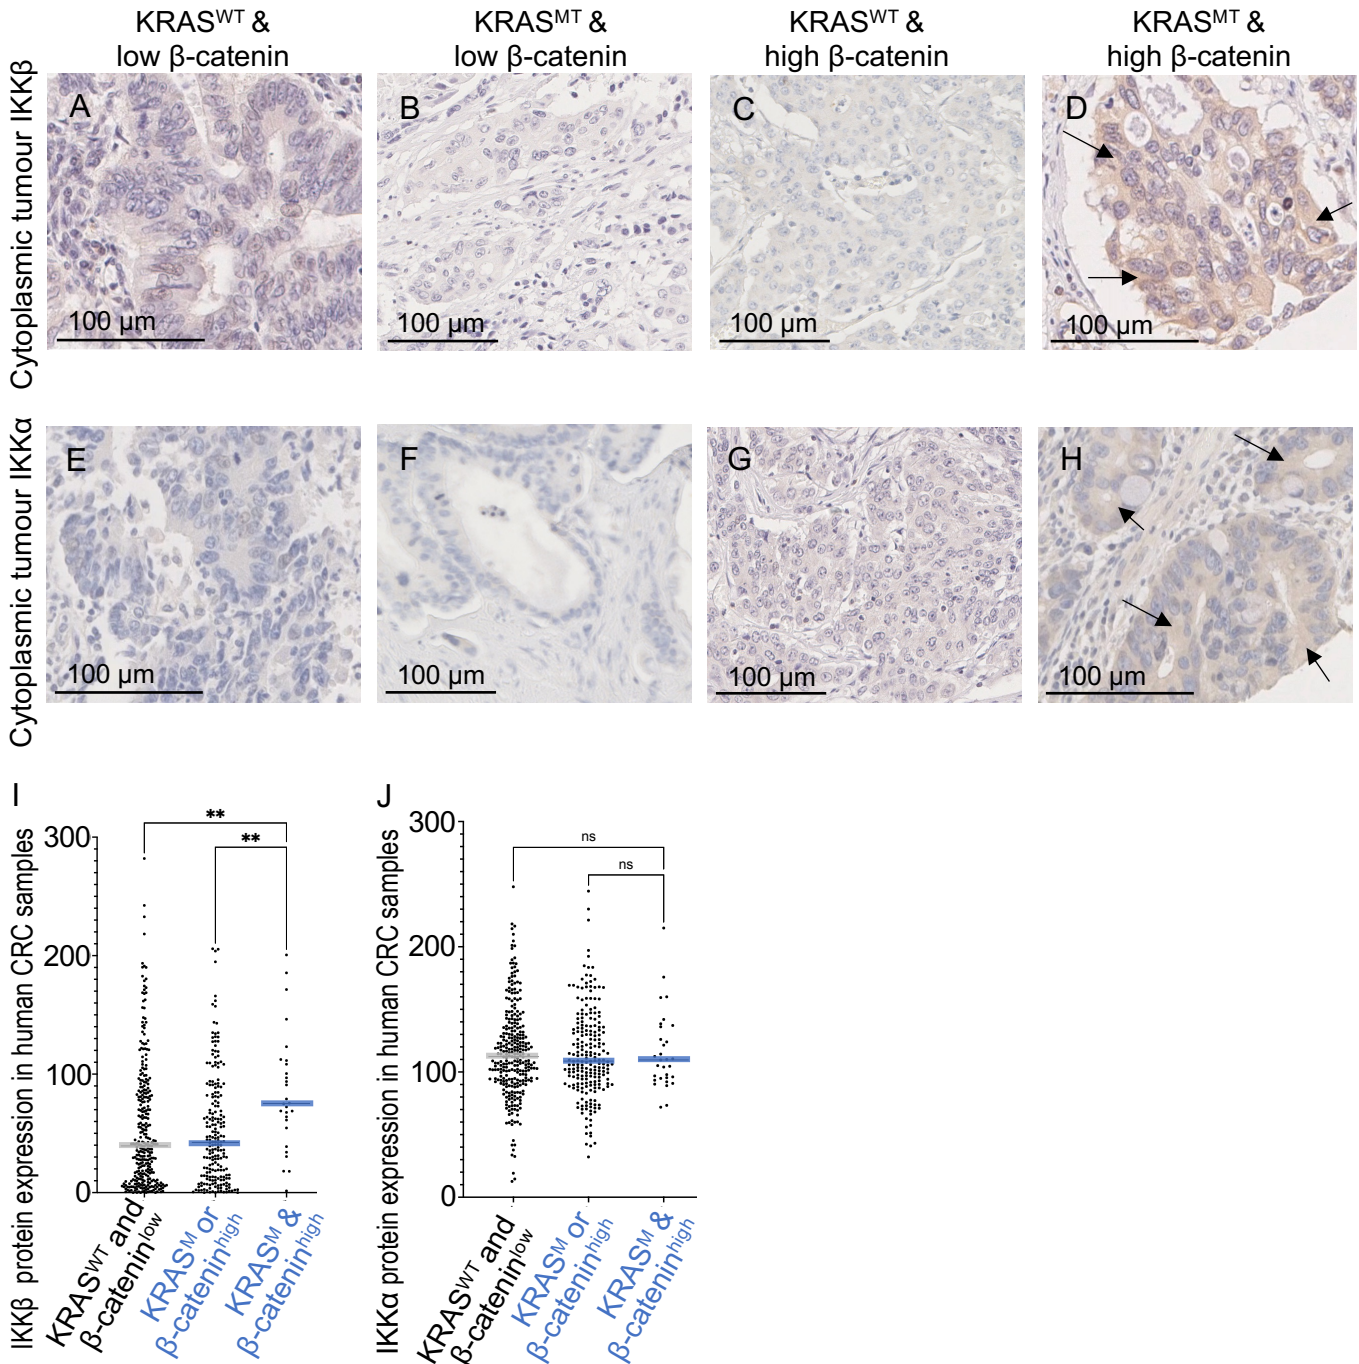 KRASWT &
low β-catenin
KRASMT &
low β-catenin
KRASWT &
high β-catenin
KRASMT &
high β-catenin
Cytoplasmic tumour IKKβ
A
100 µm
B
100 µm
C
100 µm
D
100 µm
Cytoplasmic tumour IKKα
E
100 µm
F
100 µm
G
100 µm
H
100 µm
I
IKKβ protein expression in human CRC samples
300
200
100
0
**
**
KRASWT and
β-cateninlow
KRASM or
β-cateninhigh
KRASM &
β-cateninhigh
J
IKKα protein expression in human CRC samples
300
200
100
0
ns
ns
KRASWT and
β-cateninlow
KRASM or
β-cateninhigh
KRASM &
β-cateninhigh